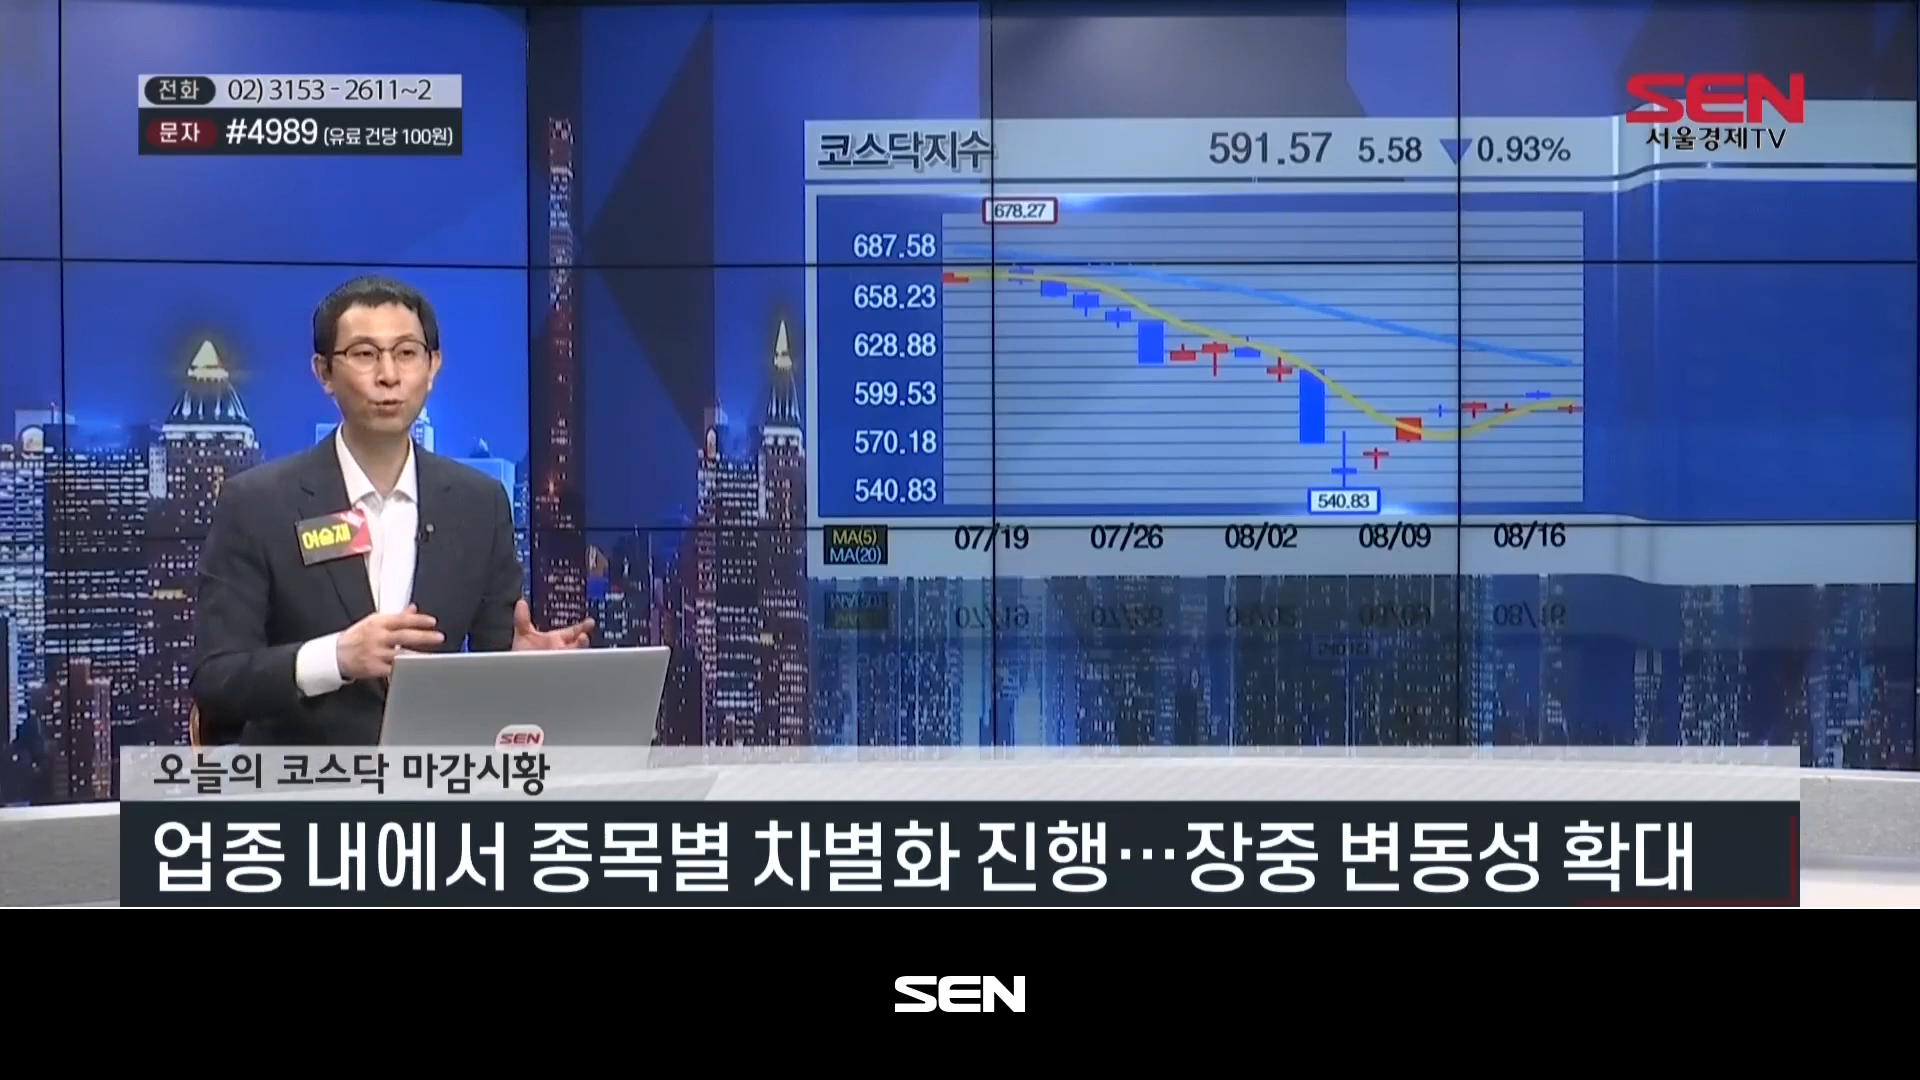 전화 02) 3153-2611~2
문자 #4989 (유료 건당 100원)
SEN
서울경제TV
코스닥지수 591.57 5.58 ▼0.93%
678.27
687.58
658.23
628.88
599.53
570.18
540.83
540.83
MA(5)
MA(20)
07/19 07/26 08/02 08/09 08/16
어승재
SEN
오늘의 코스닥 마감시황
업종 내에서 종목별 차별화 진행…장중 변동성 확대
SEN